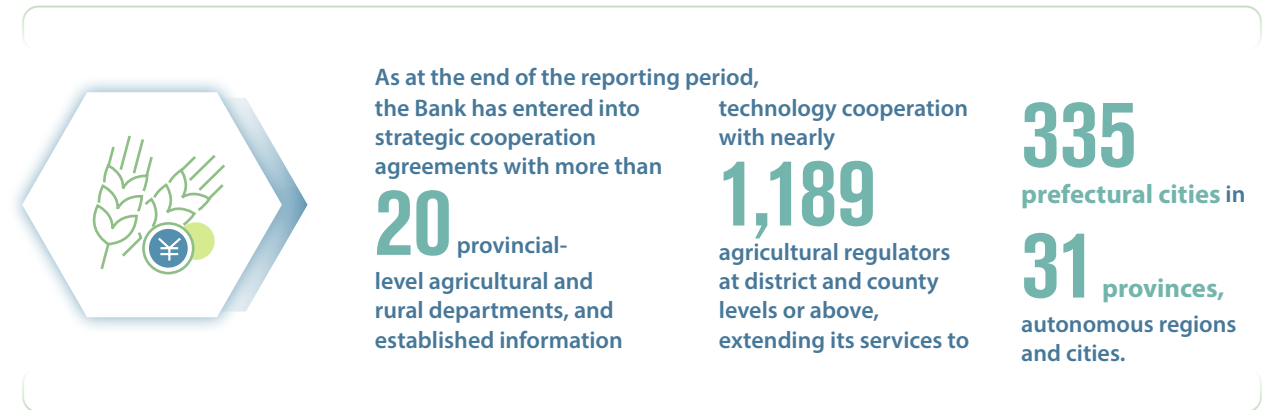 As at the end of the reporting period,
the Bank has entered into
strategic cooperation
agreements with more than
20 provincial-
level agricultural and
rural departments, and
established information
technology cooperation
with nearly
1,189
agricultural regulators
at district and county
levels or above,
extending its services to
335
prefectural cities in
31 provinces,
autonomous regions
and cities.
¥